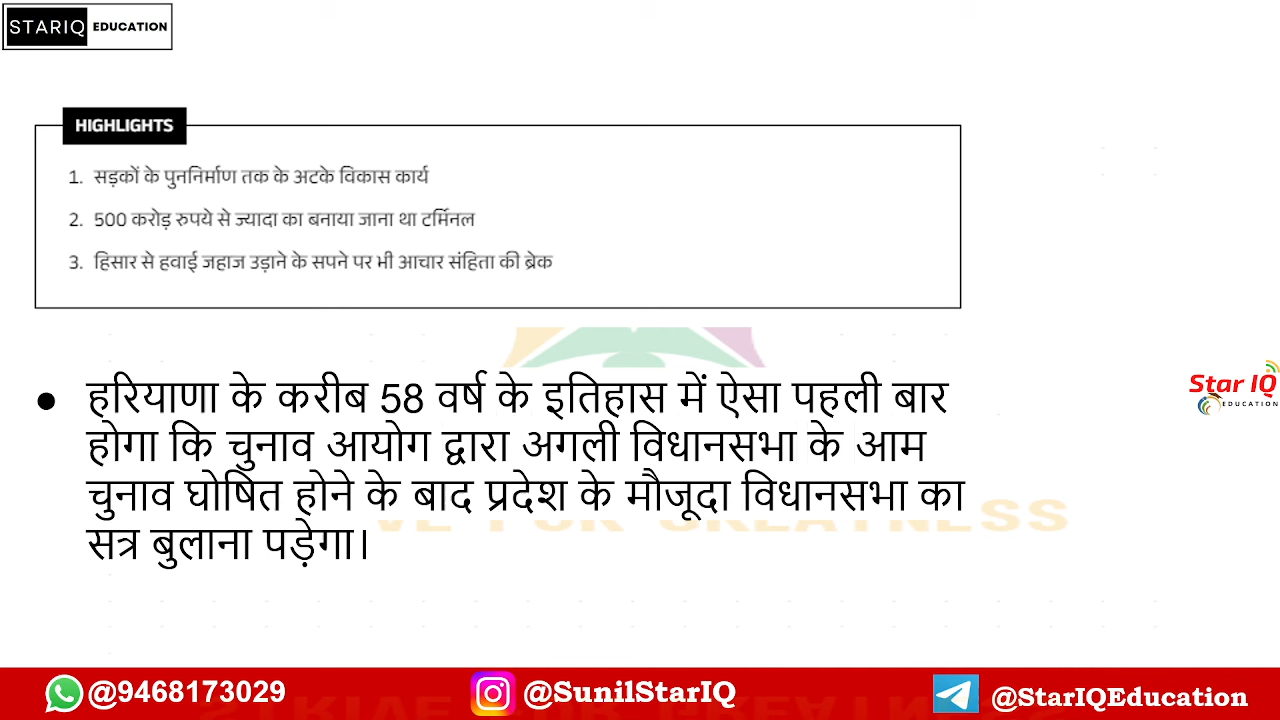 STARIQ EDUCATION
HIGHLIGHTS
1. सड़कों के पुननिर्माण तक के अटके विकास कार्य
2. 500 करोड़ रुपये से ज्यादा का बनाया जाना था टर्मिनल
3. हिसार से हवाई जहाज उड़ाने के सपने पर भी आचार संहिता की ब्रेक
● हरियाणा के करीब 58 वर्ष के इतिहास में ऐसा पहली बार
होगा कि चुनाव आयोग द्वारा अगली विधानसभा के आम
चुनाव घोषित होने के बाद प्रदेश के मौजूदा विधानसभा का
सत्र बुलाना पड़ेगा।
Star IQ
EDUCATION
@9468173029 @SunilStarIQ @StarIQEducation